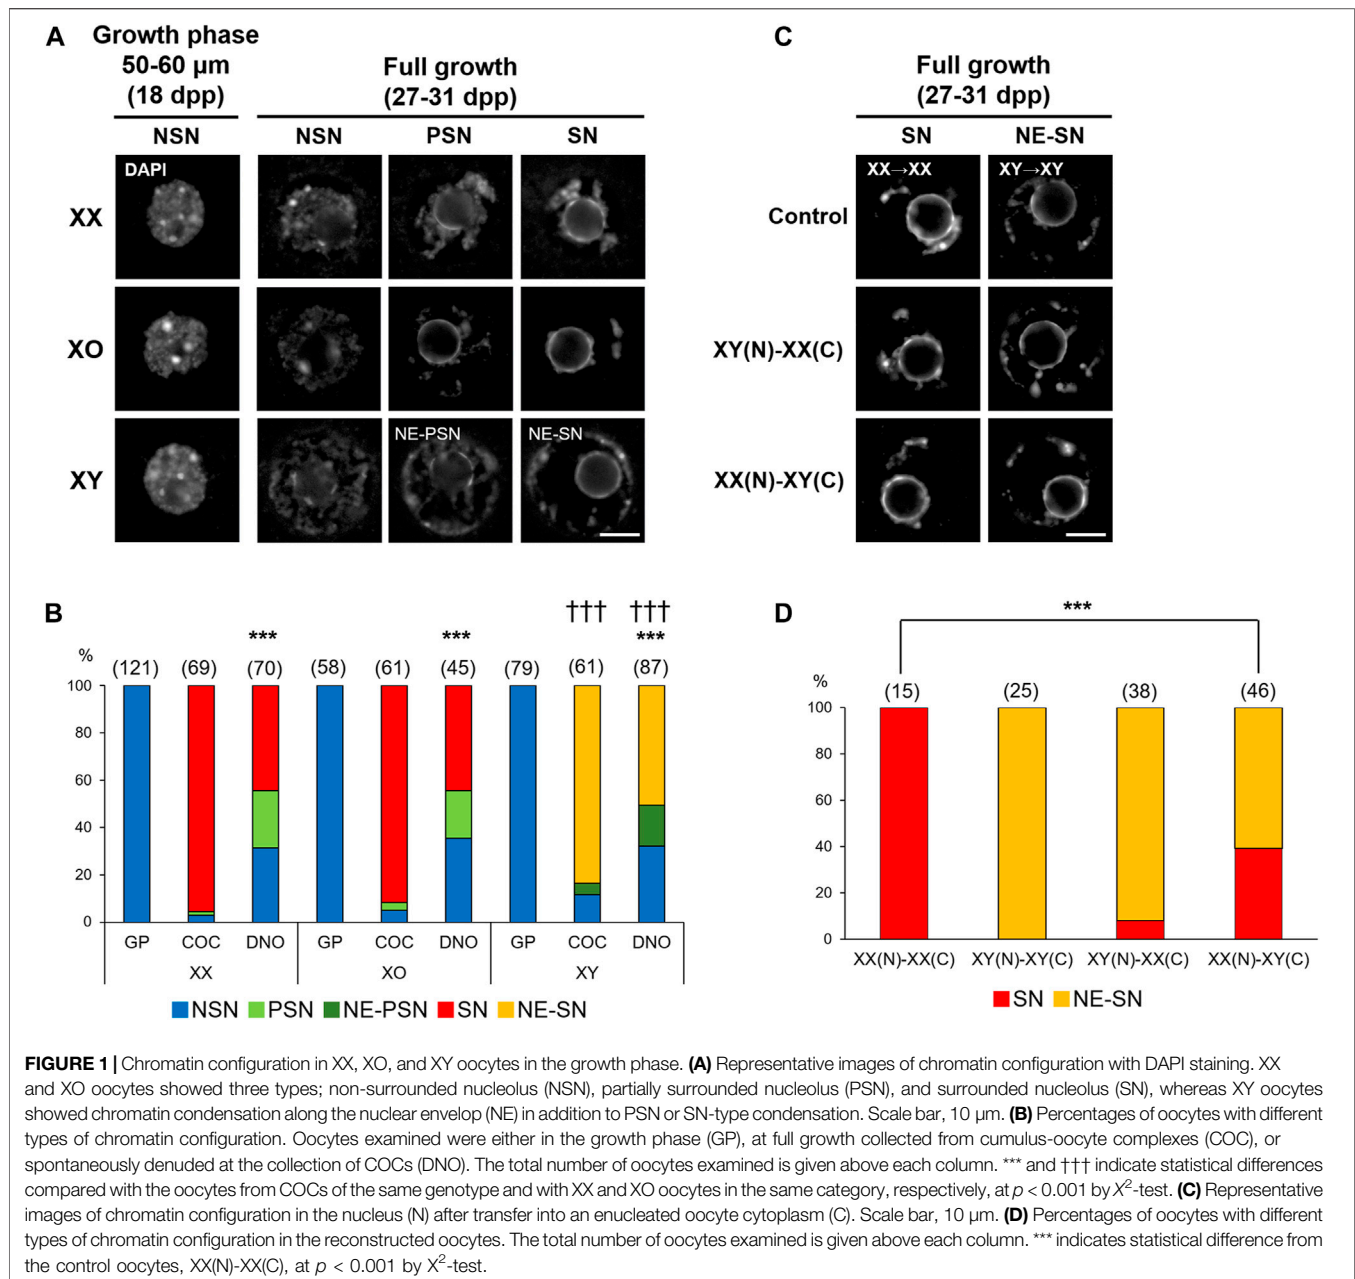 A
Growth phase
50-60 µm
(18 dpp)
Full growth
(27-31 dpp)
NSN
NSN
PSN
SN
DAPI
XX
XO
XY
NE-PSN
NE-SN
C
Full growth
(27-31 dpp)
SN
NE-SN
XX→XX
XY→XY
Control
XY(N)-XX(C)
XX(N)-XY(C)
B
†††
†††
***
***
***
%
(121)
(69)
(70)
(58)
(61)
(45)
(79)
(61)
(87)
100
80
60
40
20
0
GP
COC
DNO
GP
COC
DNO
GP
COC
DNO
XX
XO
XY
NSN
PSN
NE-PSN
SN
NE-SN
D
***
%
(15)
(25)
(38)
(46)
100
80
60
40
20
0
XX(N)-XX(C)
XY(N)-XY(C)
XY(N)-XX(C)
XX(N)-XY(C)
SN
NE-SN
FIGURE 1 | Chromatin configuration in XX, XO, and XY oocytes in the growth phase. (A) Representative images of chromatin configuration with DAPI staining. XX
and XO oocytes showed three types; non-surrounded nucleolus (NSN), partially surrounded nucleolus (PSN), and surrounded nucleolus (SN), whereas XY oocytes
showed chromatin condensation along the nuclear envelop (NE) in addition to PSN or SN-type condensation. Scale bar, 10 µm. (B) Percentages of oocytes with different
types of chromatin configuration. Oocytes examined were either in the growth phase (GP), at full growth collected from cumulus-oocyte complexes (COC), or
spontaneously denuded at the collection of COCs (DNO). The total number of oocytes examined is given above each column. *** and ††† indicate statistical differences
compared with the oocytes from COCs of the same genotype and with XX and XO oocytes in the same category, respectively, at p < 0.001 by X²-test. (C) Representative
images of chromatin configuration in the nucleus (N) after transfer into an enucleated oocyte cytoplasm (C). Scale bar, 10 µm. (D) Percentages of oocytes with different
types of chromatin configuration in the reconstructed oocytes. The total number of oocytes examined is given above each column. *** indicates statistical difference from
the control oocytes, XX(N)-XX(C), at p < 0.001 by X²-test.